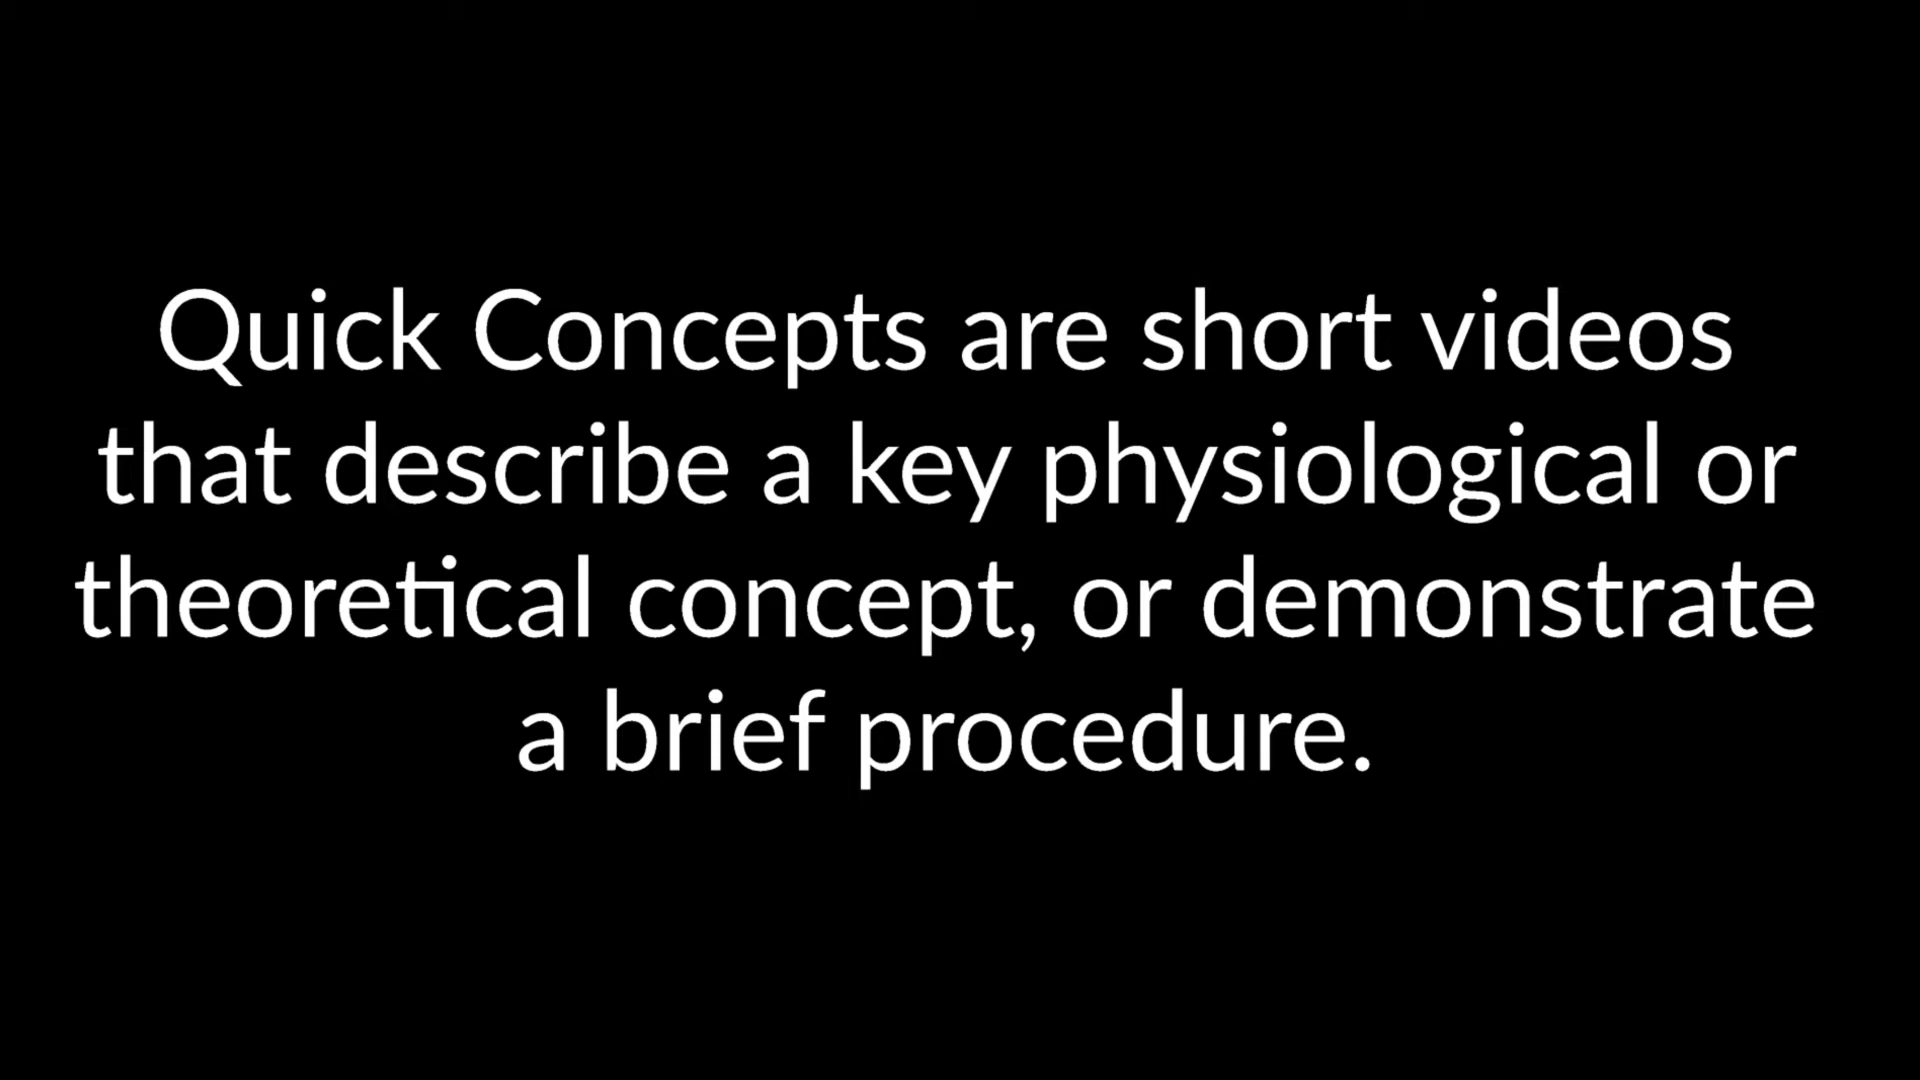 Quick Concepts are short videos
that describe a key physiological or
theoretical concept, or demonstrate
a brief procedure.